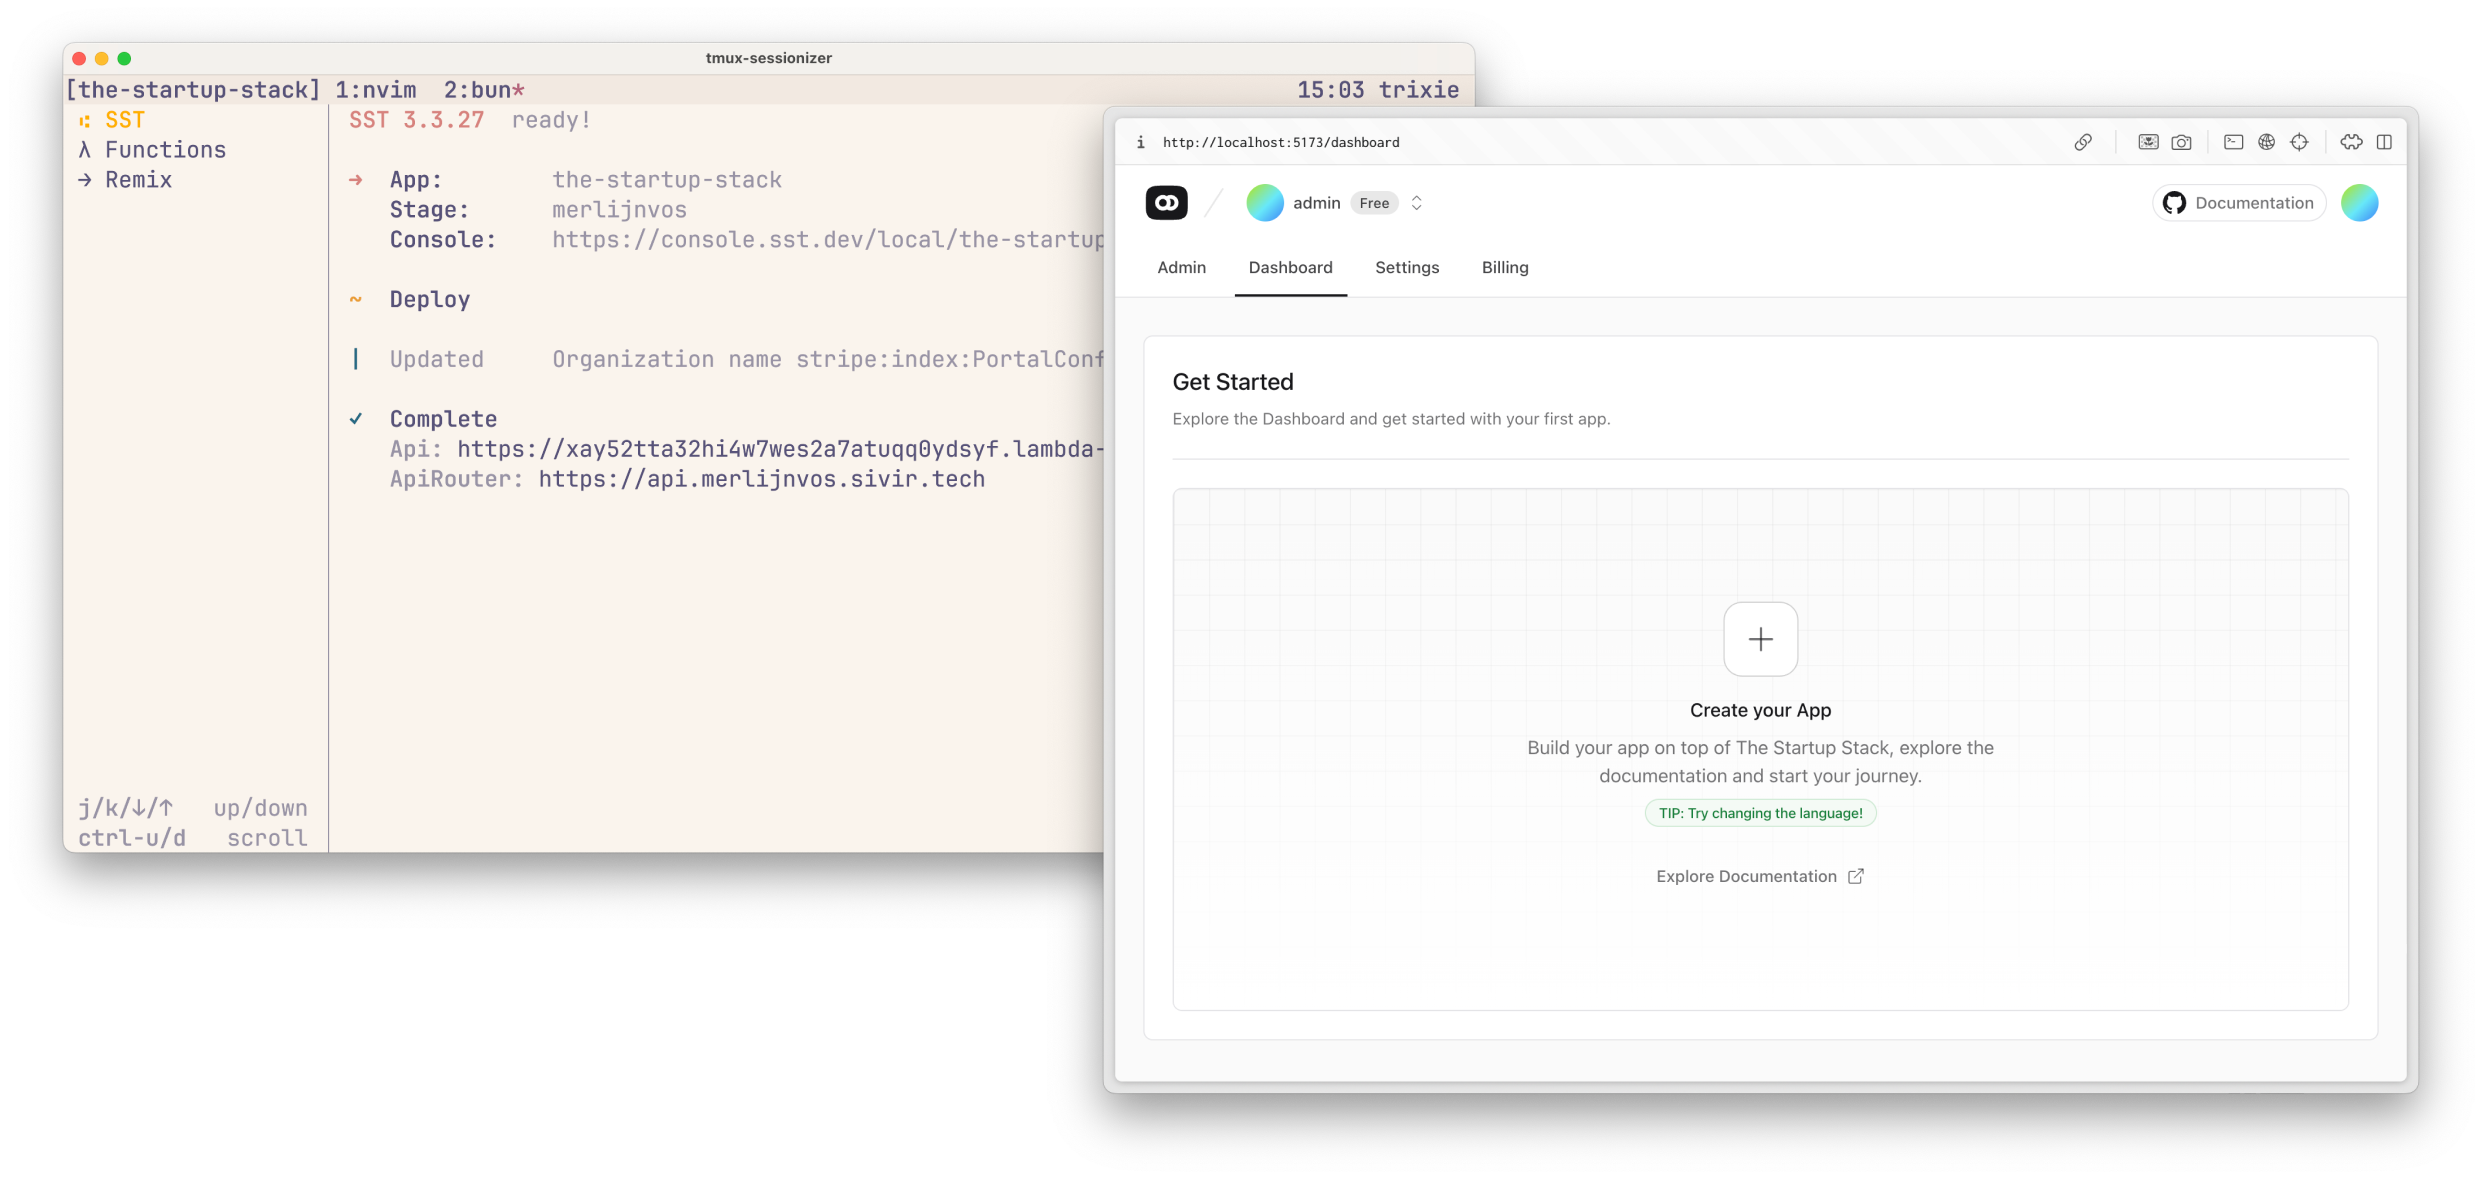 tmux-sessionizer
[the-startup-stack] 1:nvim 2:bun* 15:03 trixie
SST
λ Functions
→ Remix
j/k/↓/↑ up/down
ctrl-u/d scroll
SST 3.3.27 ready!
→ App: the-startup-stack
Stage: merlijnvos
Console: https://console.sst.dev/local/the-startup
~ Deploy
| Updated Organization name stripe:index:PortalConf
✓ Complete
Api: https://xay52tta32hi4w7wes2a7atuqq0ydsyf.lambda-
ApiRouter: https://api.merlijnvos.sivir.tech
i http://localhost:5173/dashboard
admin Free Documentation
Admin Dashboard Settings Billing
Get Started
Explore the Dashboard and get started with your first app.
Create your App
Build your app on top of The Startup Stack, explore the
documentation and start your journey.
TIP: Try changing the language!
Explore Documentation